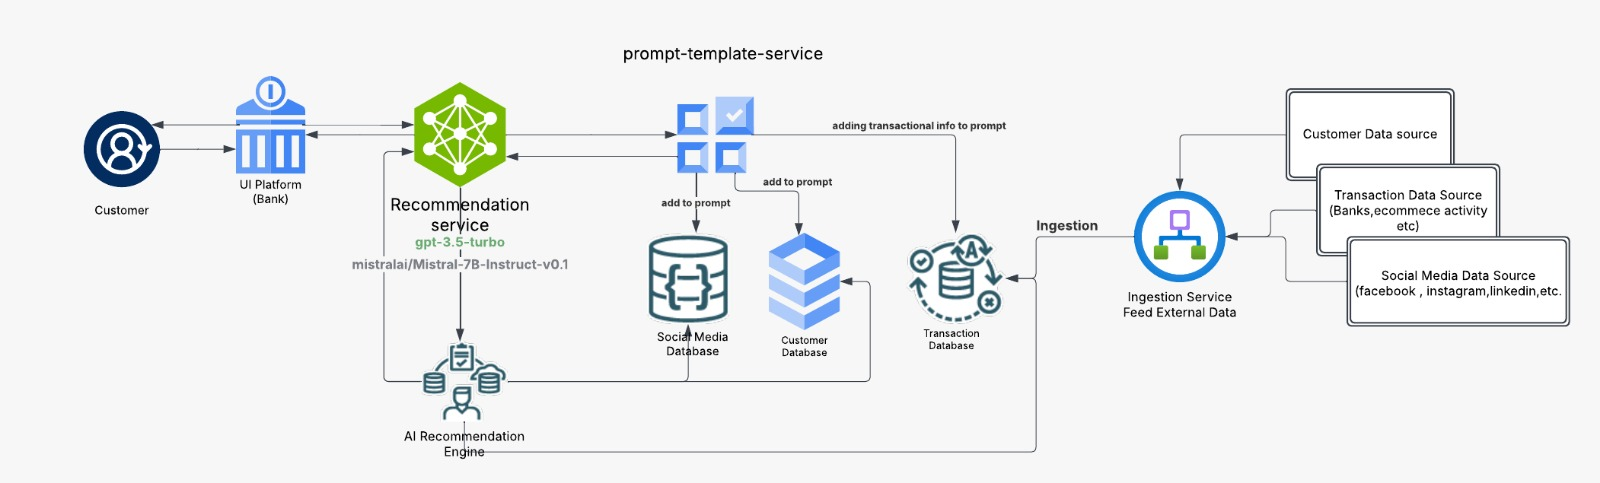 prompt-template-service
adding transactional info to prompt
Customer Data source
UI Platform
(Bank)
Customer
add to prompt
add to prompt
Transaction Data Source
(Banks,ecommece activity
etc)
Recommendation
service
gpt-3.5-turbo
mistralai/Mistral-7B-Instruct-v0.1
Ingestion
Social Media Data Source
(facebook , instagram,linkedin,etc.
Ingestion Service
Feed External Data
Social Media
Database
Customer
Database
Transaction
Database
AI Recommendation
Engine